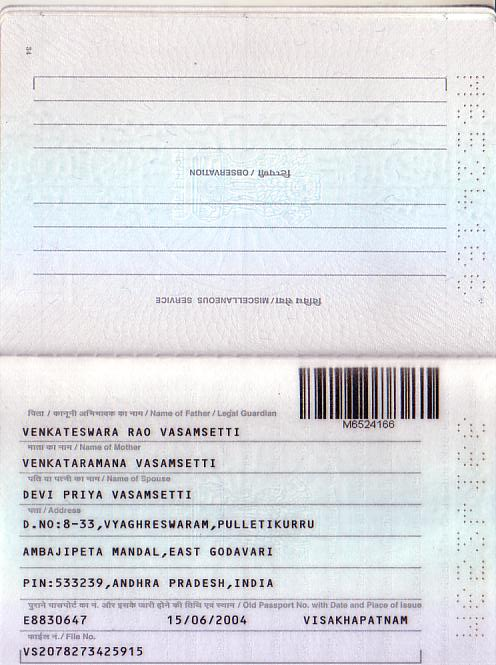 34
टिप्पणी / OBSERVATION
विविध सेवा / MISCELLANEOUS SERVICE
M6524166
पिता / कानूनी अभिभावक का नाम / Name of Father / Legal Guardian
VENKATESWARA RAO VASAMSETTI
माता का नाम / Name of Mother
VENKATARAMANA VASAMSETTI
पति या पत्नी का नाम / Name of Spouse
DEVI PRIYA VASAMSETTI
पता / Address
D.NO:8-33,VYAGHRESWARAM,PULLETIKURRU
AMBAJIPETA MANDAL,EAST GODAVARI
PIN:533239,ANDHRA PRADESH,INDIA
पुराने पासपोर्ट का नं. और इसके जारी होने की तिथि एवं स्थान / Old Passport No. with Date and Place of Issue
E8830647 15/06/2004 VISAKHAPATNAM
फाईल नं. / File No.
VS2078273425915